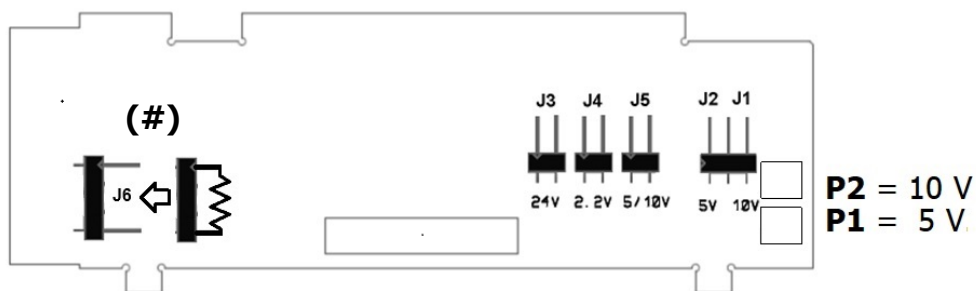 J3 J4 J5 J2 J1
(#)
J6
24V 2.2V 5/10V 5V 10V
P2 = 10 V
P1 = 5 V.